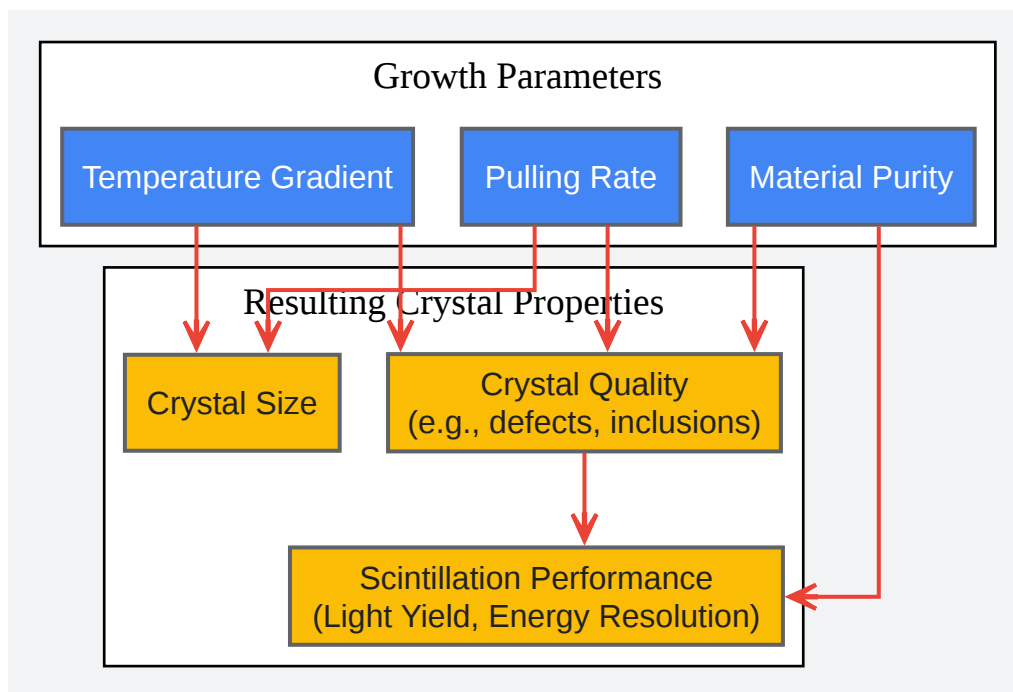 Growth Parameters
Temperature Gradient
Pulling Rate
Material Purity
Resulting Crystal Properties
Crystal Size
Crystal Quality
(e.g., defects, inclusions)
Scintillation Performance
(Light Yield, Energy Resolution)